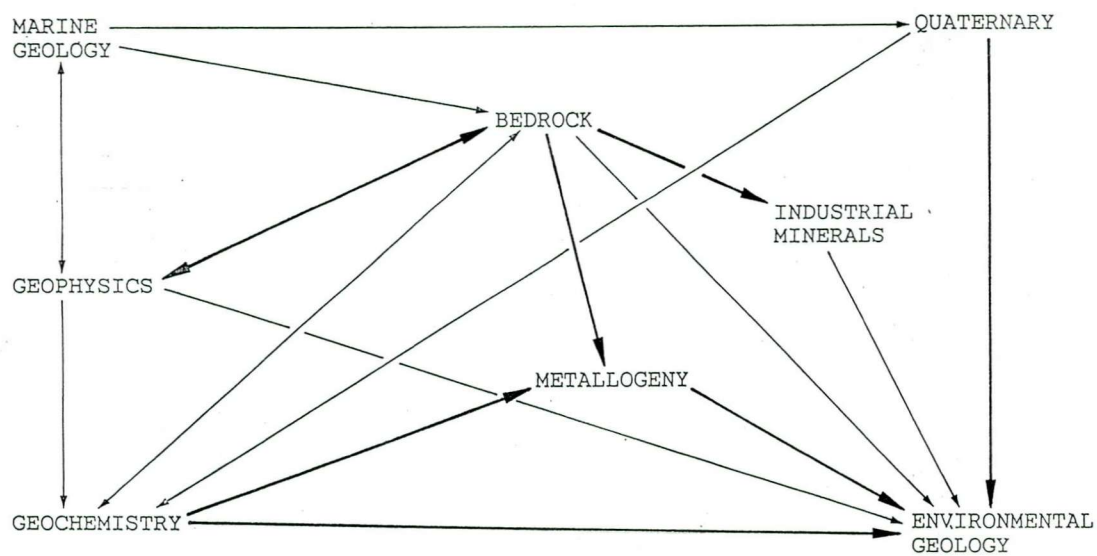 MARINE
GEOLOGY
QUATERNARY
BEDROCK
INDUSTRIAL
MINERALS
GEOPHYSICS
METALLOGENY
GEOCHEMISTRY
ENVIRONMENTAL
GEOLOGY